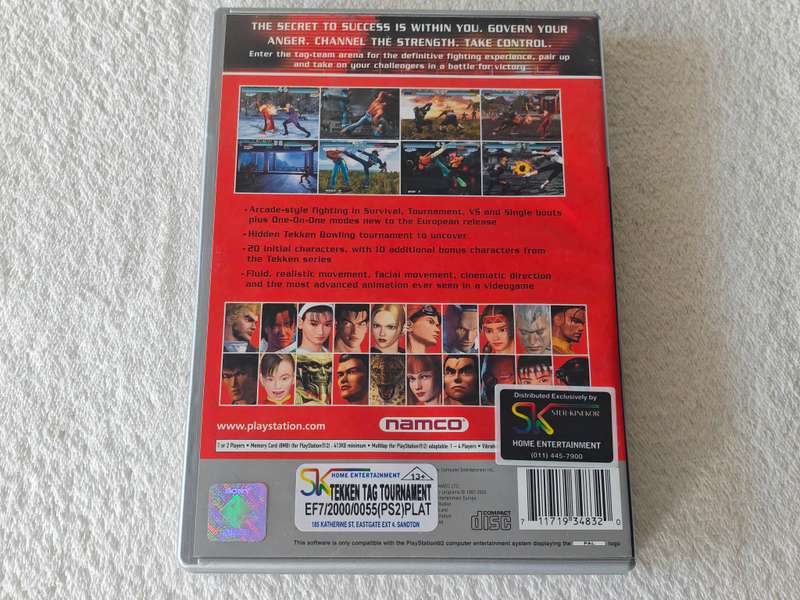 THE SECRET TO SUCCESS IS WITHIN YOU. GOVERN YOUR
ANGER. CHANNEL THE STRENGTH. TAKE CONTROL.
Enter the tag-team arena for the definitive fighting experience, pair up
and take on your challengers in a battle for victory
• Arcade-style fighting in Survival, Tournament, VS and Single bouts
plus One-On-One modes new to the European release
• Hidden Tekken Bowling tournament to uncover
• 20 initial characters, with 10 additional bonus characters from
the Tekken series
• Fluid, realistic movement, facial movement, cinematic direction
and the most advanced animation ever seen in a videogame
www.playstation.com
namco
1 or 2 Players • Memory Card (8MB) (for PlayStation®2) - 413KB minimum • Multitap (for PlayStation®2) adaptable: 1 – 4 Players • Vibrati
Distributed Exclusively by
SK STER-KINEKOR
HOME ENTERTAINMENT
(011) 445-7900
SK HOME ENTERTAINMENT 13+
TEKKEN TAG TOURNAMENT
EF7/2000/0055(PS2)PLAT
185 KATHERINE ST. EASTGATE EXT 4. SANDTON
SONY
Computer Entertainment Inc.
COMPACT
disc
7 11719 34832 0
This software is only compatible with the PlayStation®2 computer entertainment system displaying the PAL logo